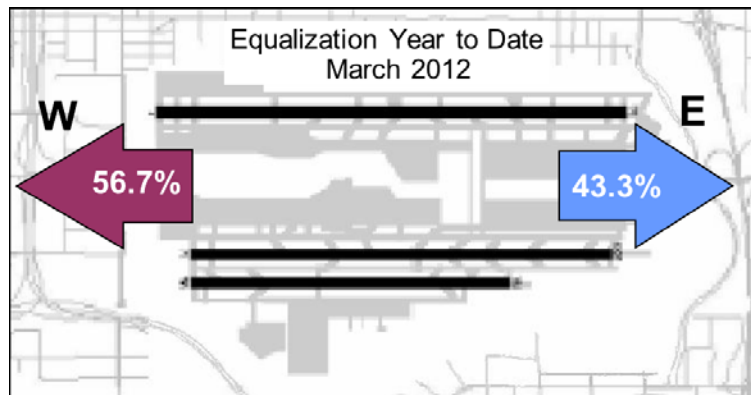 Equalization Year to Date
March 2012
W
E
56.7%
43.3%